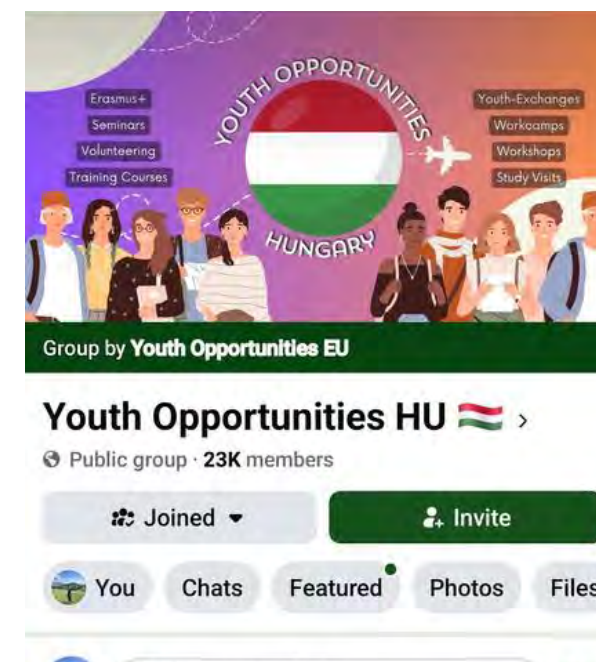 YOUTH OPPORTUNITIES
Erasmus+
Seminars
Volunteering
Training Courses
Youth-Exchanges
Workcamps
Workshops
Study Visits
HUNGARY
Group by Youth Opportunities EU
Youth Opportunities HU 🇭🇺 ›
Public group · 23K members
Joined
Invite
You Chats Featured Photos Files